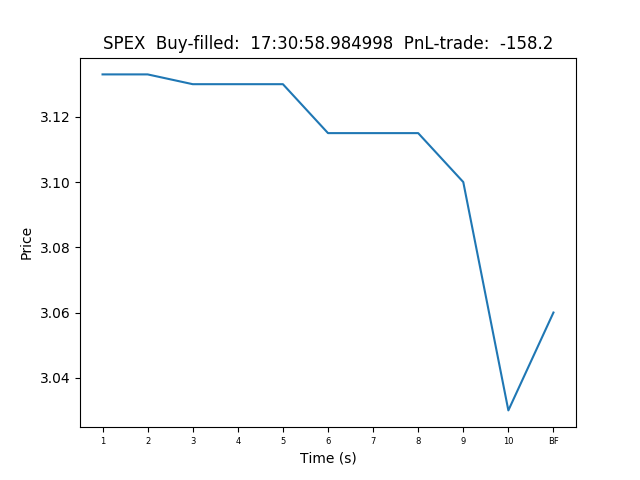 SPEX  Buy-filled:  17:30:58.984998  PnL-trade:  -158.2
3.12
3.10
3.08
3.06
3.04
Price
1 2 3 4 5 6 7 8 9 10 BF
Time (s)